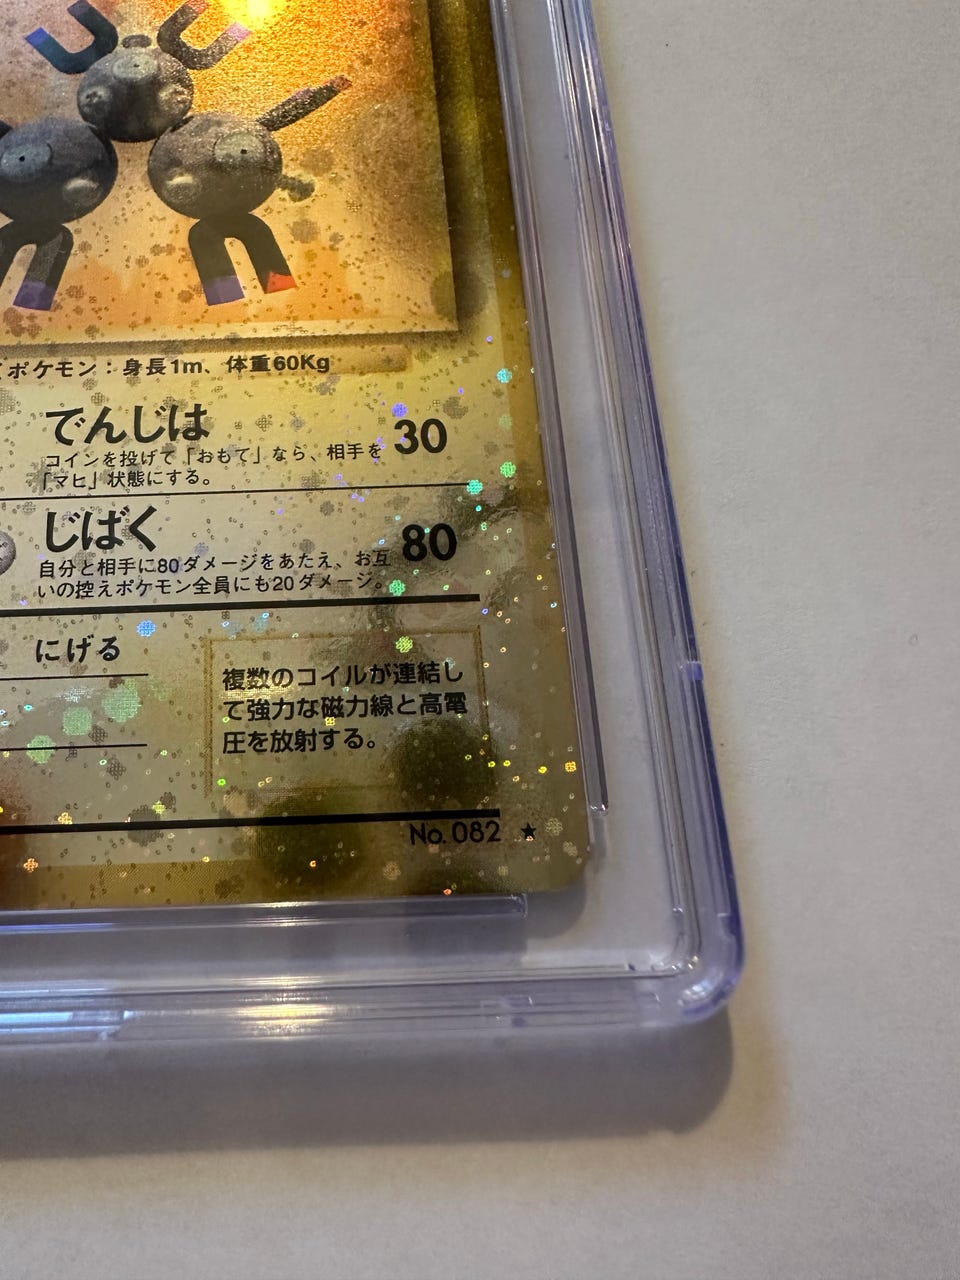 ポケモン：身長1m、体重60Kg
でんじは
30
コインを投げて「おもて」なら、相手を
「マヒ」状態にする。
じばく
80
自分と相手に80ダメージをあたえ、お互
いの控えポケモン全員にも20ダメージ。
にげる
複数のコイルが連結し
て強力な磁力線と高電
圧を放射する。
No. 082 ★